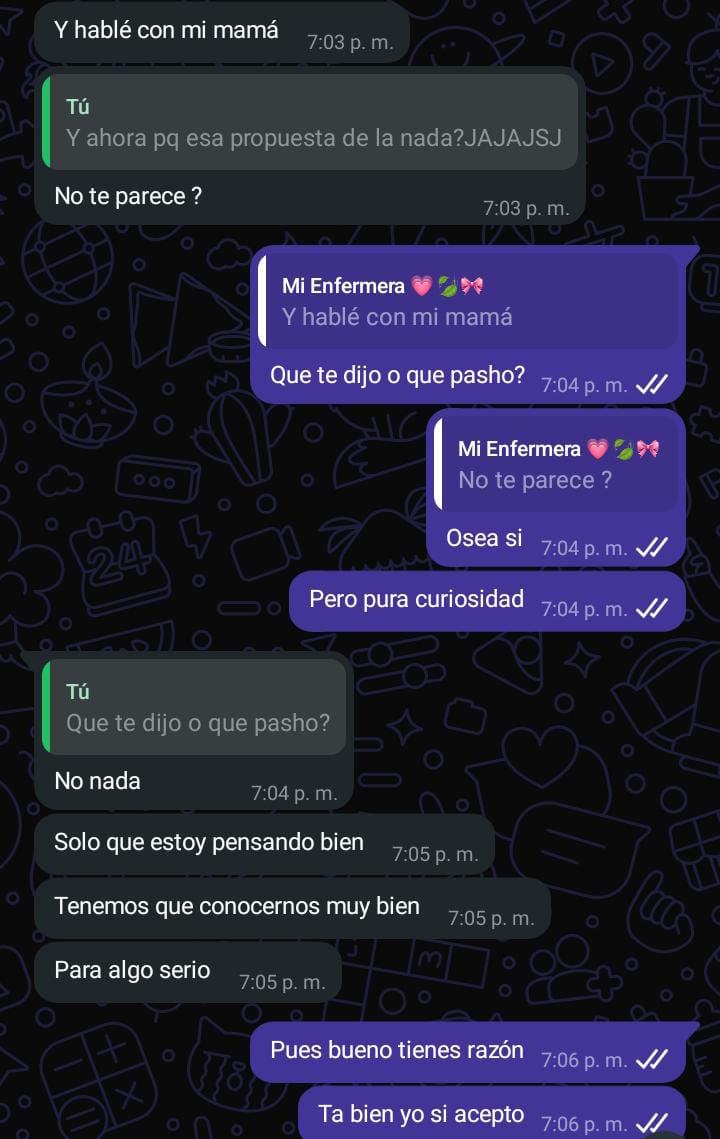 Y hablé con mi mamá
7:03 p. m.
Tú
Y ahora pq esa propuesta de la nada?JAJAJSJ
No te parece ?
7:03 p. m.
Mi Enfermera 💗🍃🎀
Y hablé con mi mamá
Que te dijo o que pasho?
7:04 p. m.
Mi Enfermera 💗🍃🎀
No te parece ?
Osea si
7:04 p. m.
Pero pura curiosidad
7:04 p. m.
Tú
Que te dijo o que pasho?
No nada
7:04 p. m.
Solo que estoy pensando bien
7:05 p. m.
Tenemos que conocernos muy bien
7:05 p. m.
Para algo serio
7:05 p. m.
Pues bueno tienes razón
7:06 p. m.
Ta bien yo si acepto
7:06 p. m.